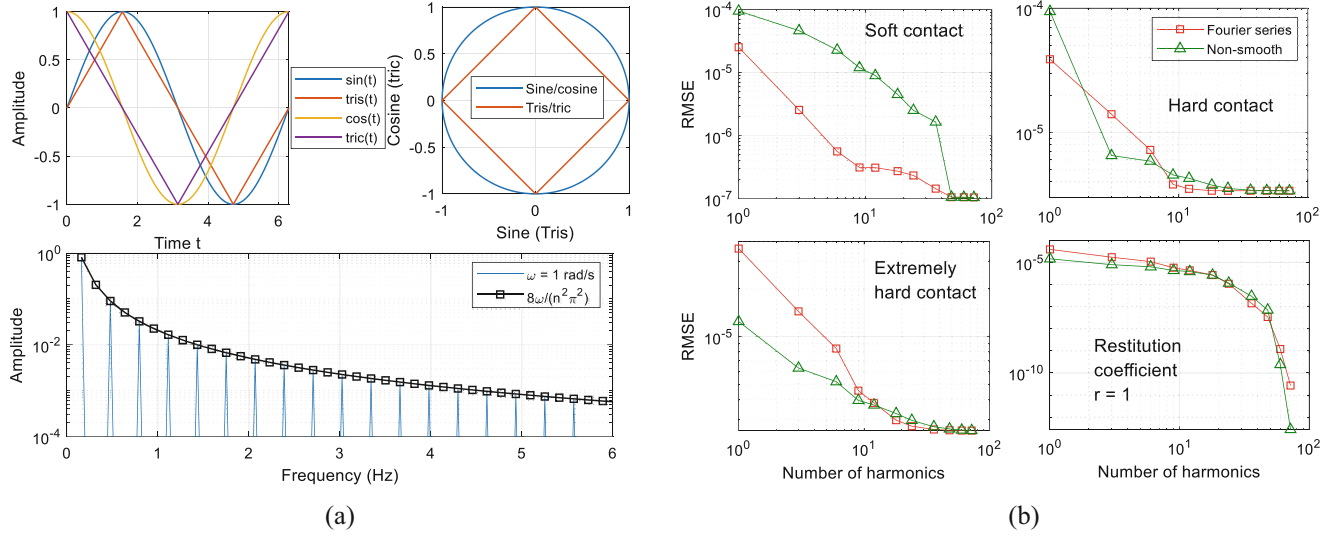 1
0.5
0
-0.5
-1
Amplitude
0
2
4
6
Time t
sin(t)
tris(t)
cos(t)
tric(t)
1
0.5
0
-0.5
-1
Cosine (tric)
-1
0
1
Sine (Tris)
Sine/cosine
Tris/tric
10^0
10^-2
10^-4
Amplitude
0
1
2
3
4
5
6
Frequency (Hz)
ω = 1 rad/s
8ω/(n²π²)
(a)
10^-4
10^-5
10^-6
10^-7
RMSE
10^0
10^1
10^2
Soft contact
10^-4
10^-5
10^0
10^1
10^2
Fourier series
Non-smooth
Hard contact
10^-5
RMSE
10^0
10^1
10^2
Number of harmonics
Extremely
hard contact
10^-5
10^-10
10^0
10^1
10^2
Number of harmonics
Restitution
coefficient
r = 1
(b)